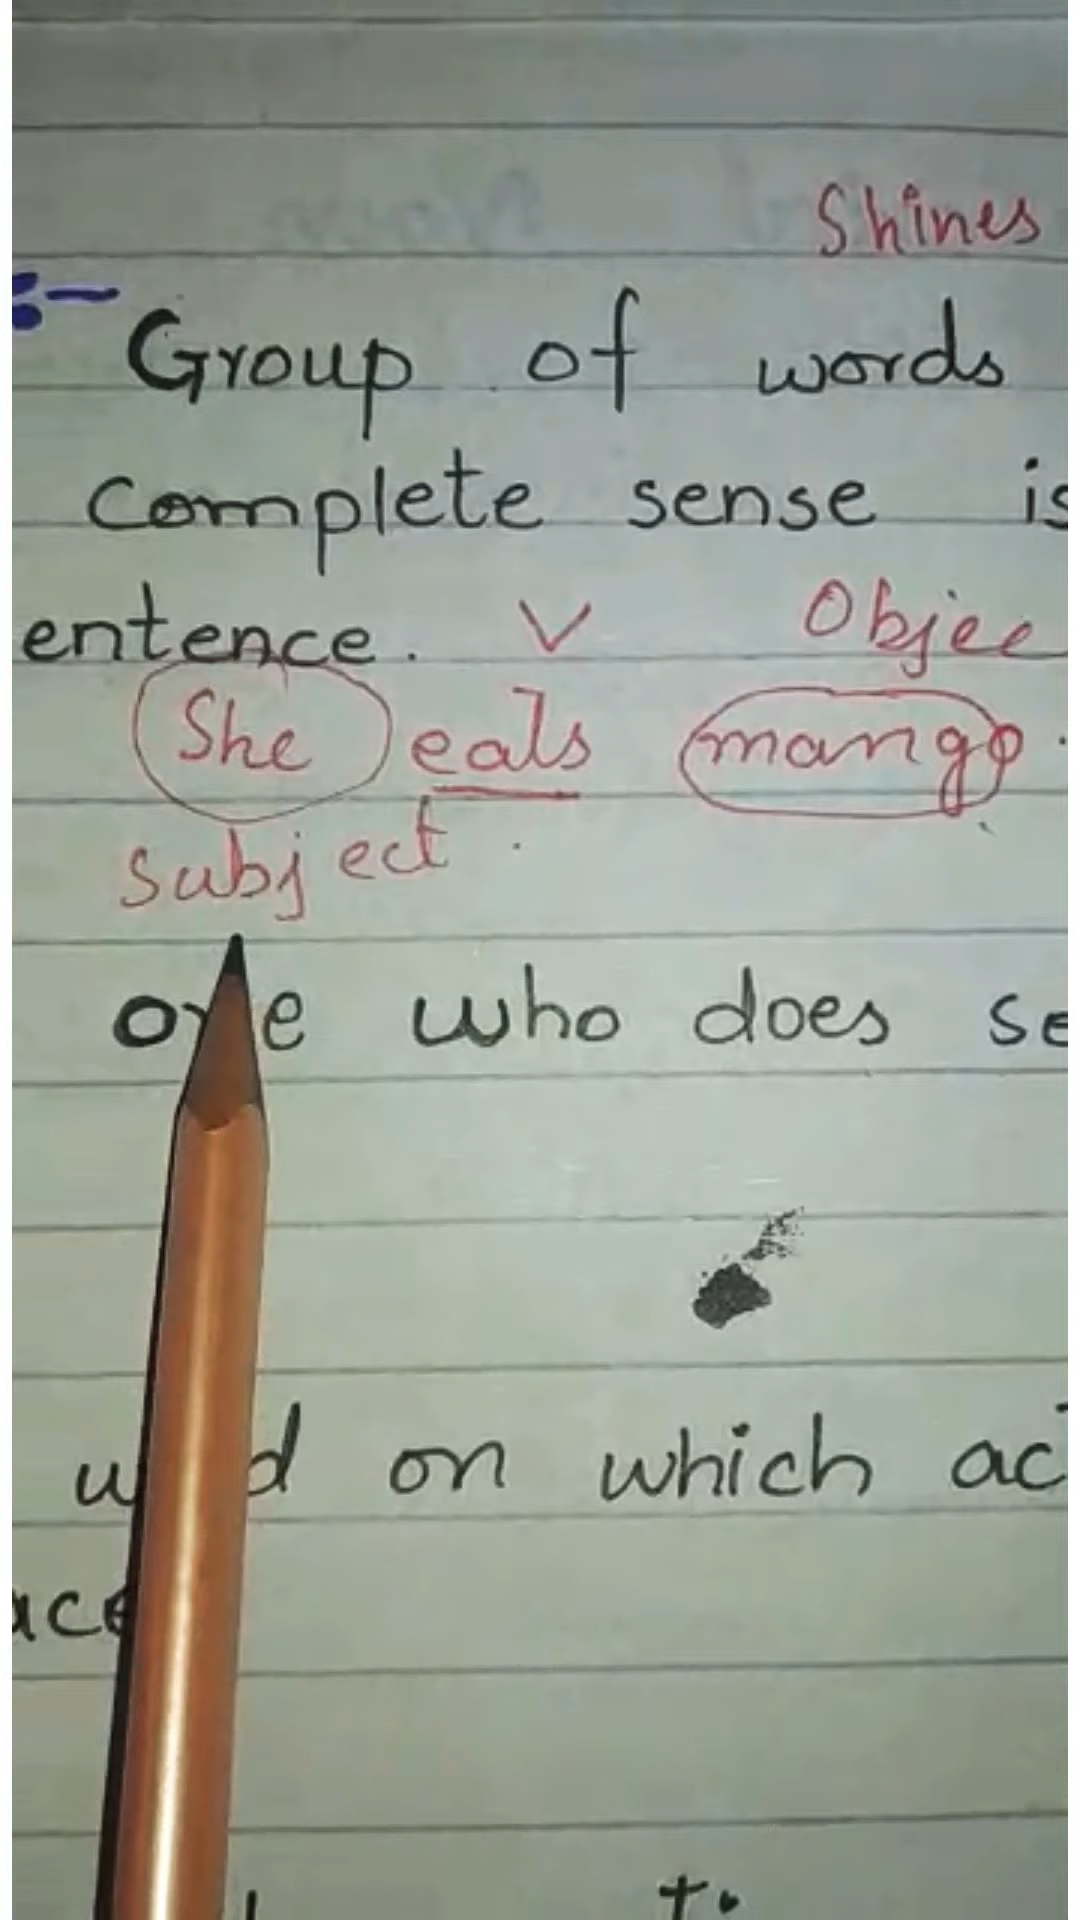 Shines
:- Group of words
complete sense is
entence. V Objec
She eats mango.
subject.
who does se
on which ac